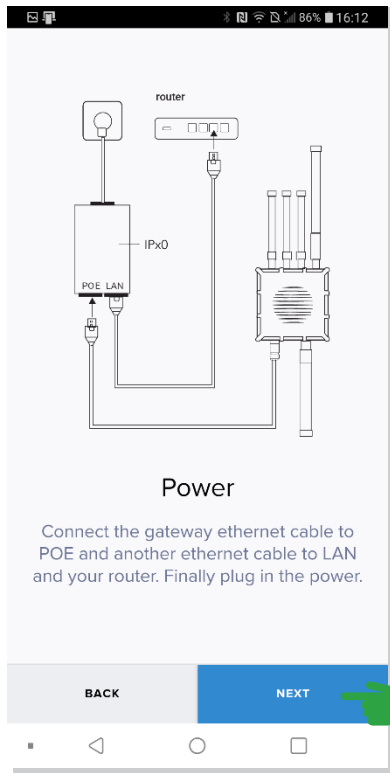 86% 16:12
router
IPx0
POE LAN
Power
Connect the gateway ethernet cable to
POE and another ethernet cable to LAN
and your router. Finally plug in the power.
BACK
NEXT